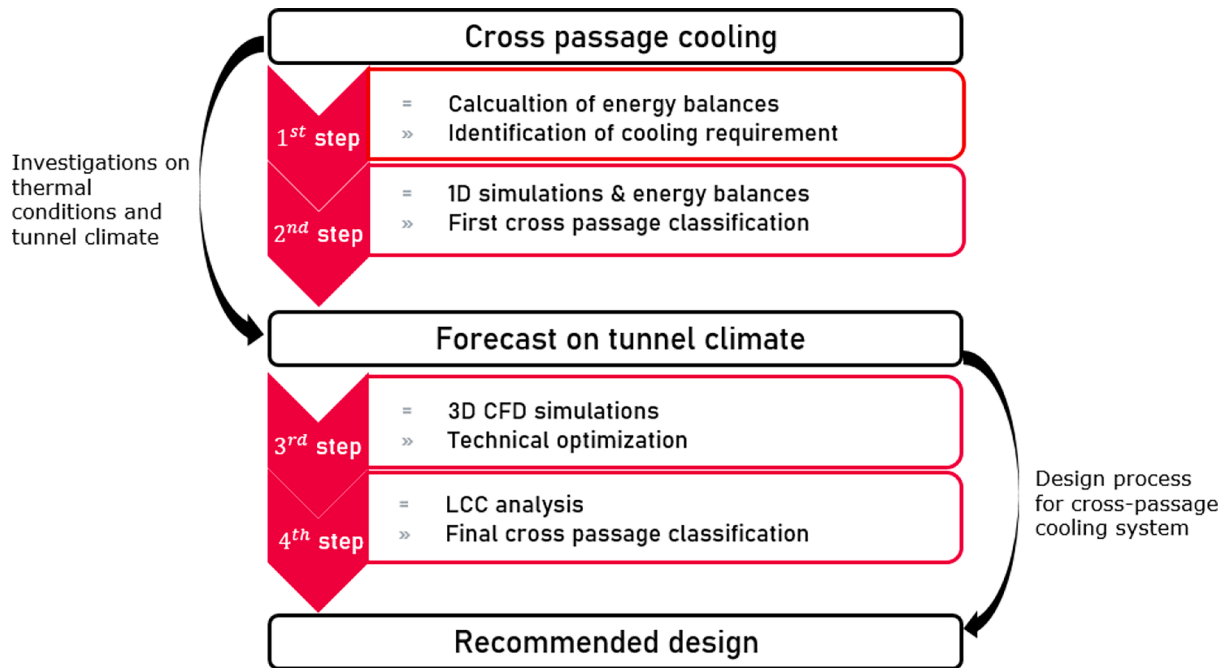 Cross passage cooling
1st step
= Calcualtion of energy balances
» Identification of cooling requirement
Investigations on
thermal
conditions and
tunnel climate
2nd step
= 1D simulations & energy balances
» First cross passage classification
Forecast on tunnel climate
3rd step
= 3D CFD simulations
» Technical optimization
4th step
= LCC analysis
» Final cross passage classification
Design process
for cross-passage
cooling system
Recommended design